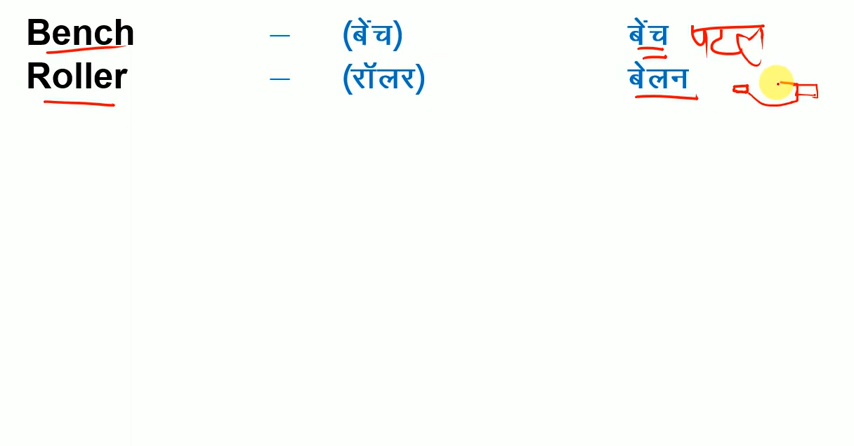 Bench – (बेंच) बेंच पटल
Roller – (रॉलर) बेलन